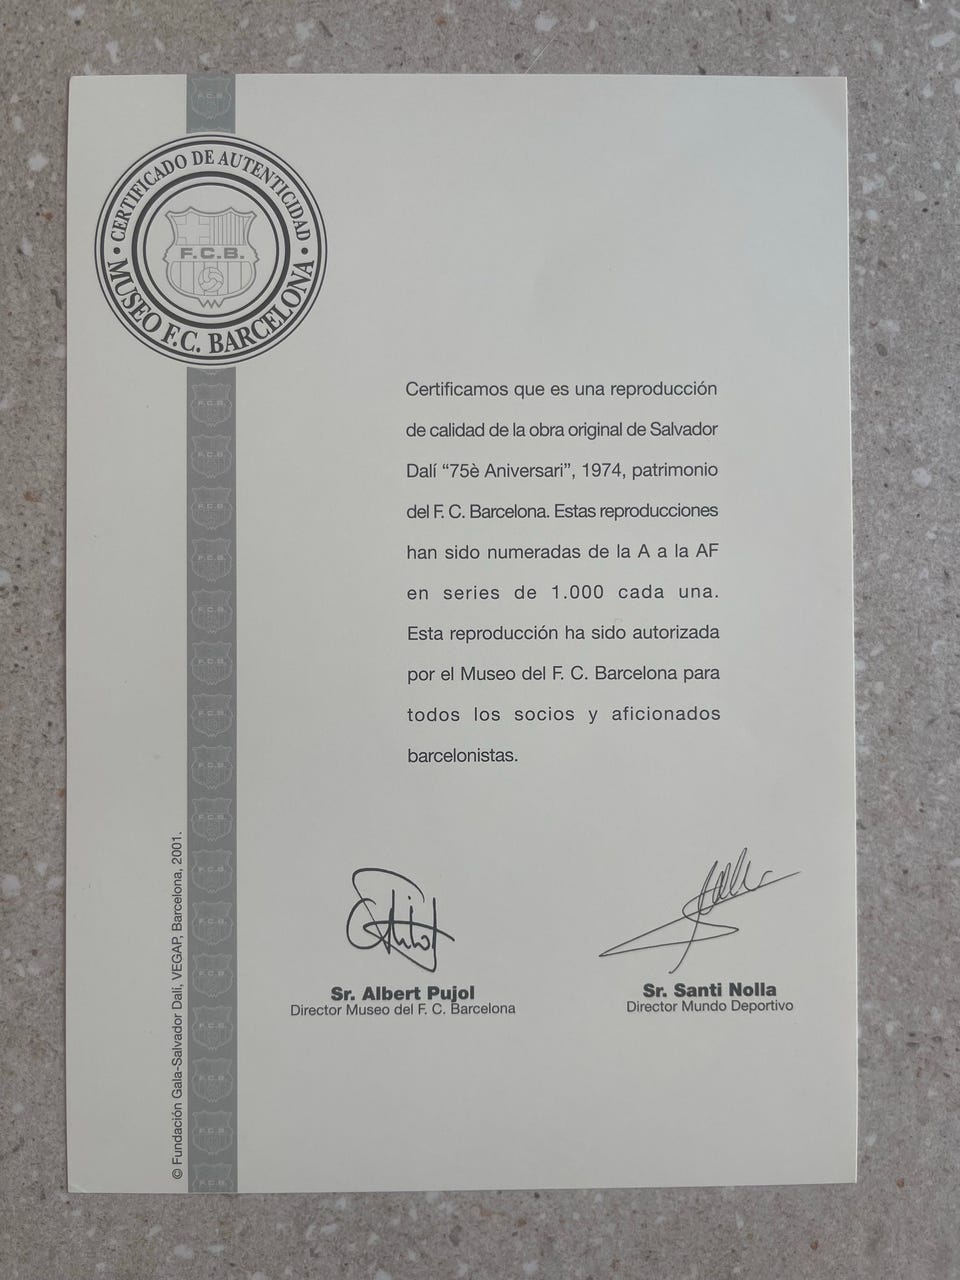 CERTIFICADO DE AUTENTICIDAD
F.C.B.
MUSEO F.C. BARCELONA
Certificamos que es una reproducción
de calidad de la obra original de Salvador
Dalí “75è Aniversari”, 1974, patrimonio
del F. C. Barcelona. Estas reproducciones
han sido numeradas de la A a la AF
en series de 1.000 cada una.
Esta reproducción ha sido autorizada
por el Museo del F. C. Barcelona para
todos los socios y aficionados
barcelonistas.
Sr. Albert Pujol
Director Museo del F. C. Barcelona
Sr. Santi Nolla
Director Mundo Deportivo
© Fundación Gala-Salvador Dalí, VEGAP, Barcelona, 2001.